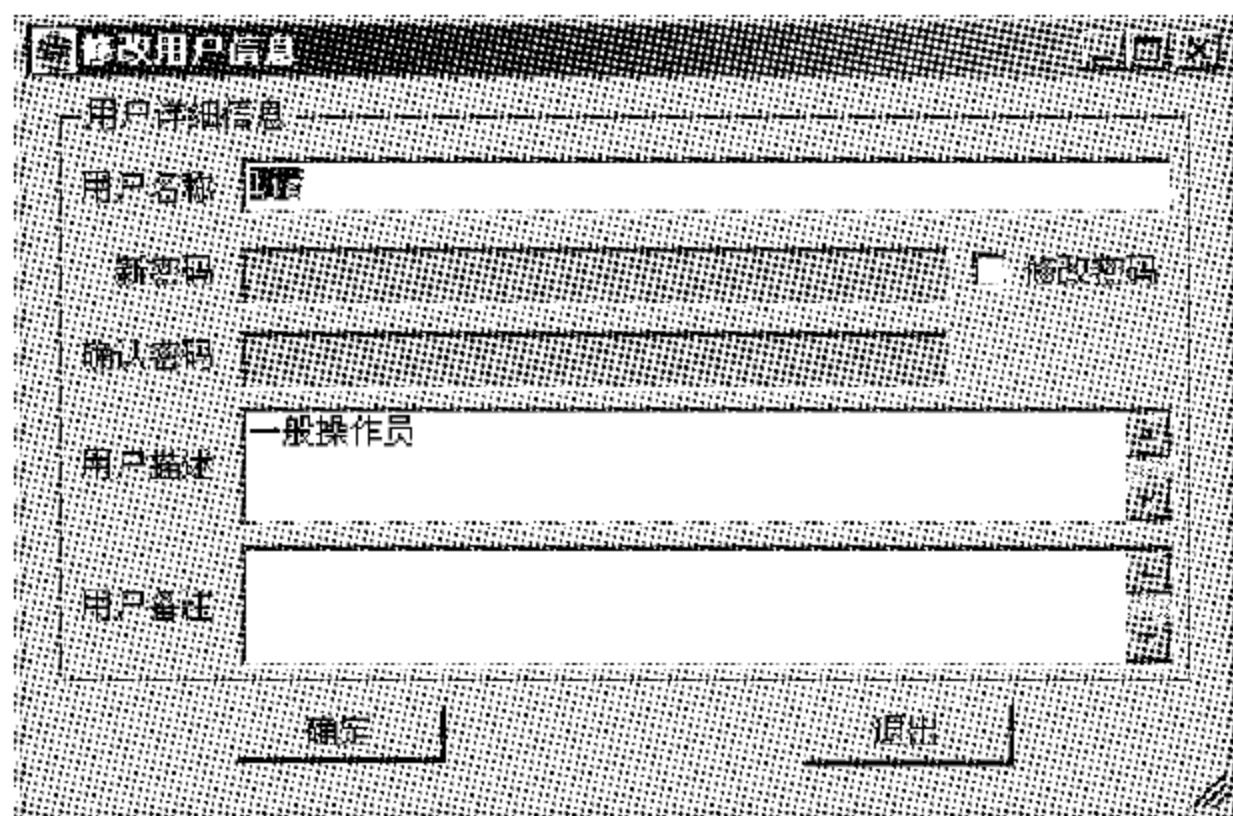 修改用户信息
用户详细信息
用户名称
新密码
修改密码
确认密码
用户描述
一般操作员
用户备注
确定
退出